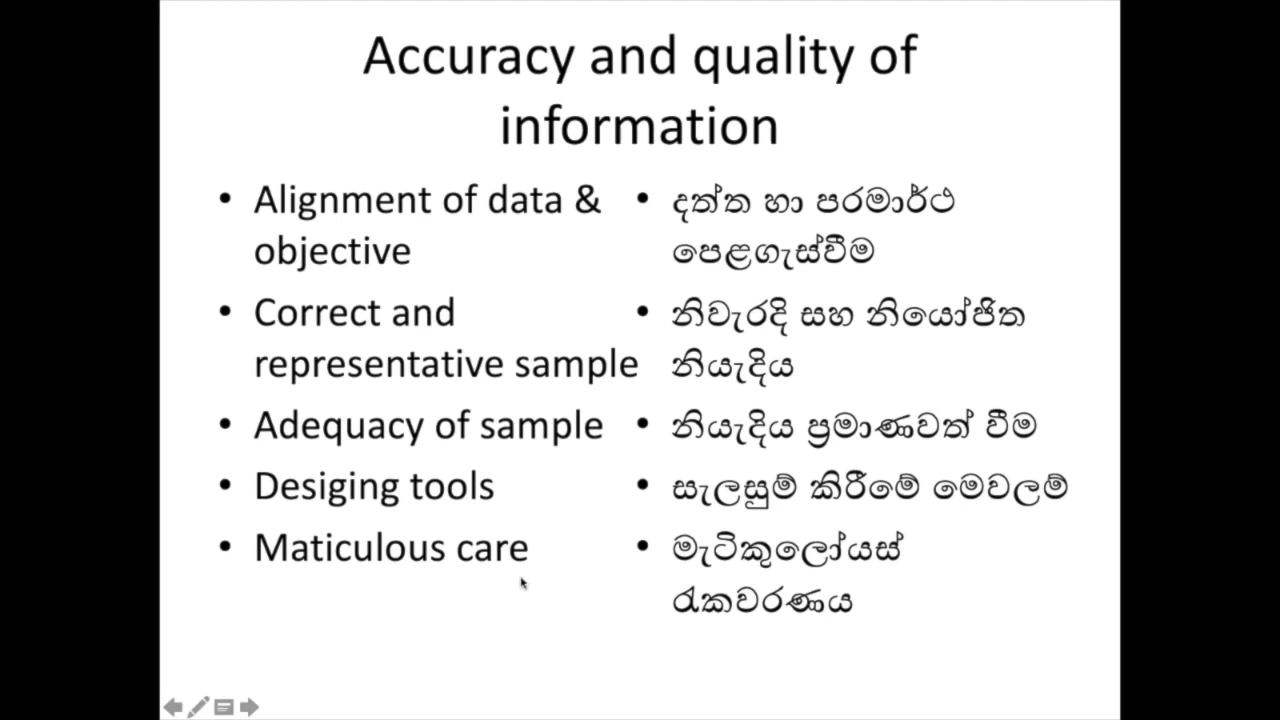 Accuracy and quality of
information
• Alignment of data &
objective
• Correct and
representative sample
• Adequacy of sample
• Desiging tools
• Maticulous care
• දත්ත හා පරමාර්ථ
පෙළගැස්වීම
• නිවැරදි සහ නියෝජිත
නියැදිය
• නියැදිය ප්‍රමාණවත් වීම
• සැලසුම් කිරීමේ මෙවලම්
• මැටිකුලෝයස්
රැකවරණය